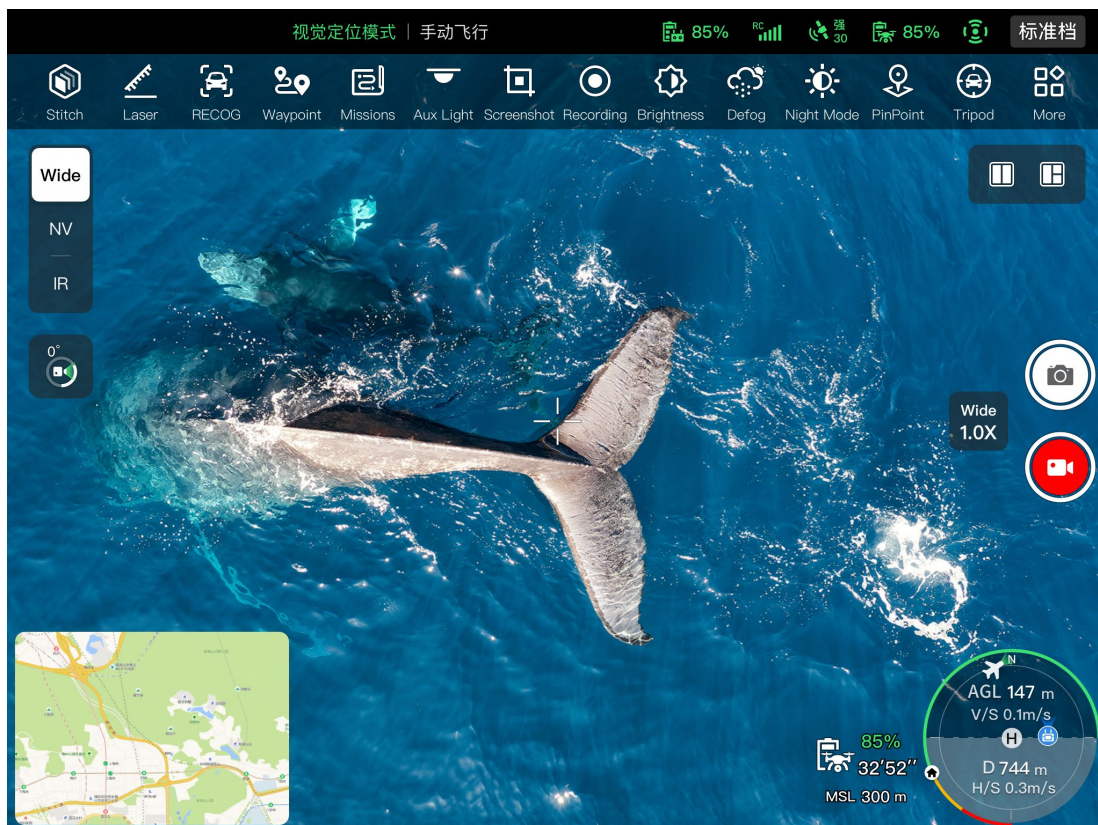 视觉定位模式 | 手动飞行
85%
RC
强
30
85%
标准档
Stitch
Laser
RECOG
Waypoint
Missions
Aux Light
Screenshot
Recording
Brightness
Defog
Night Mode
PinPoint
Tripod
More
Wide
NV
IR
0°
Wide
1.0X
N
AGL 147 m
V/S 0.1m/s
H
D 744 m
H/S 0.3m/s
85%
32'52''
MSL 300 m